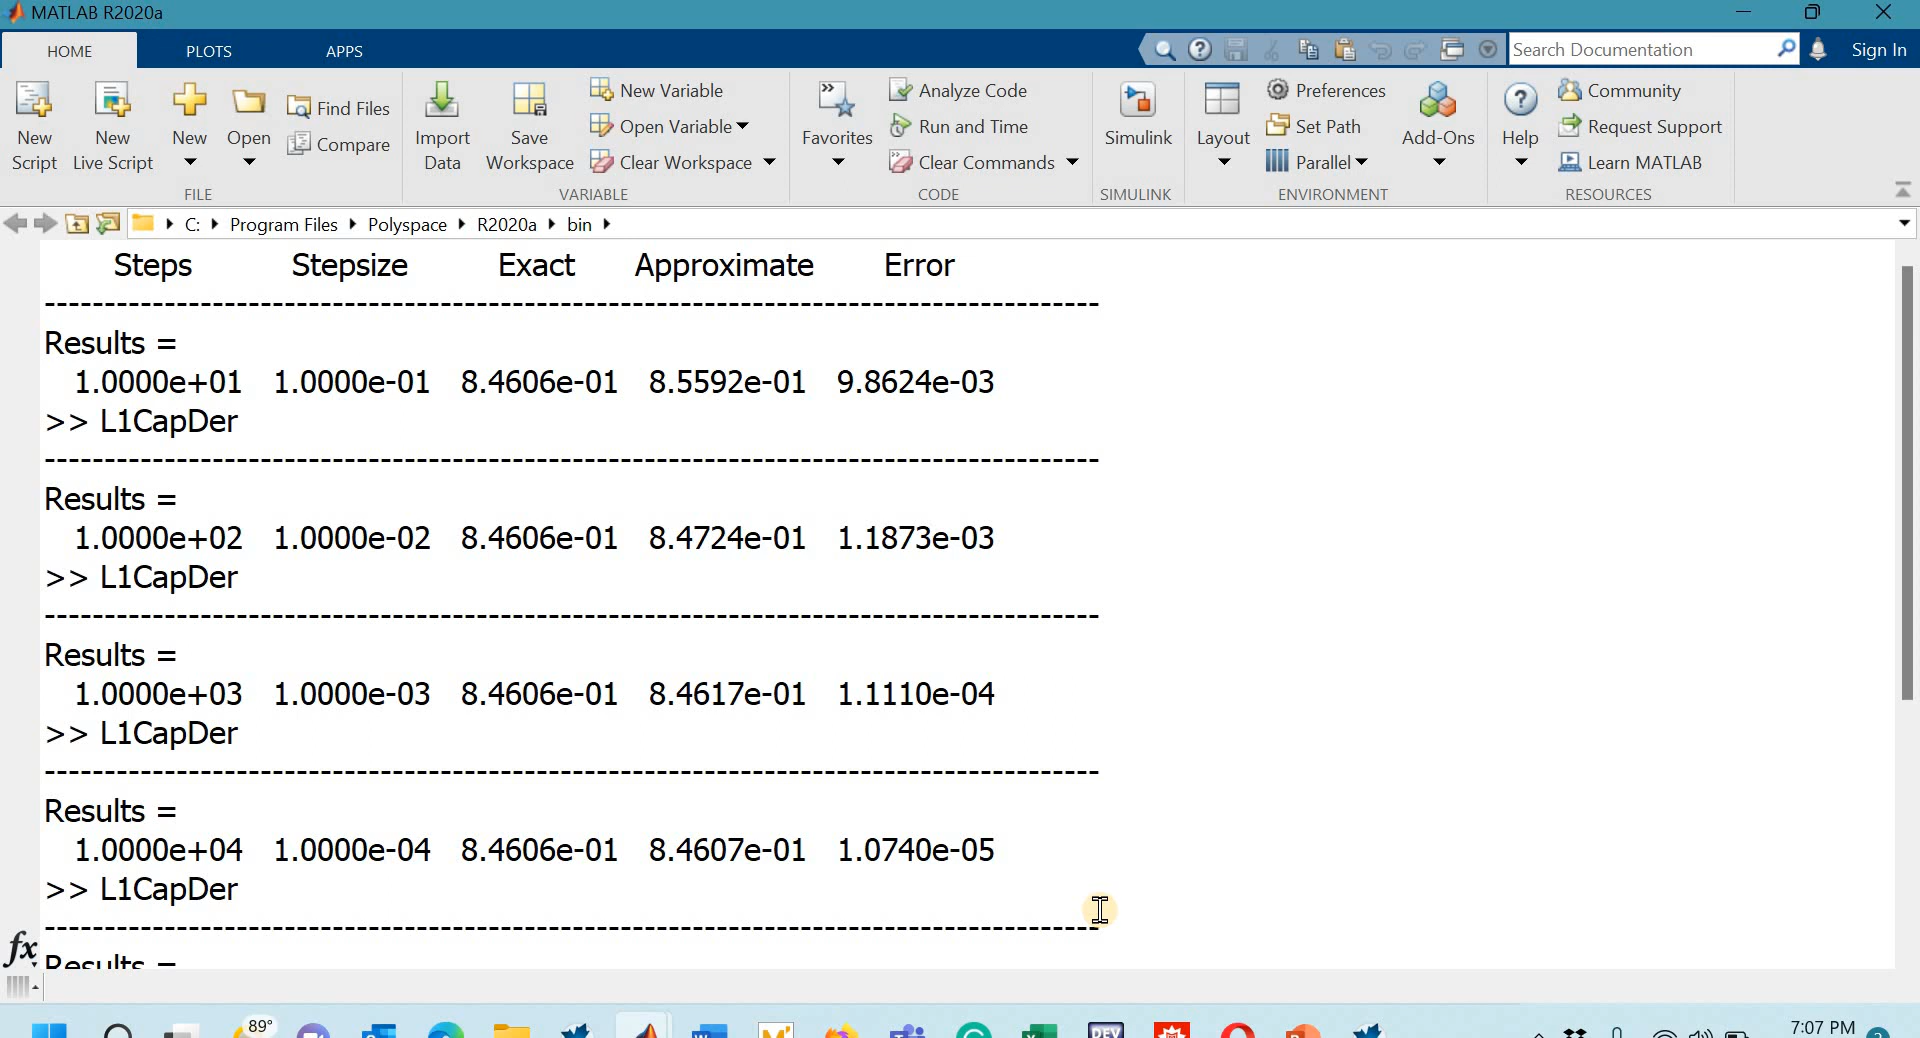 MATLAB R2020a
HOME PLOTS APPS
Search Documentation Sign In
New Script
New Live Script
New
Open
Find Files
Compare
Import Data
Save Workspace
New Variable
Open Variable
Clear Workspace
Favorites
Analyze Code
Run and Time
Clear Commands
Simulink
Layout
Preferences
Set Path
Parallel
Add-Ons
Help
Community
Request Support
Learn MATLAB
FILE VARIABLE CODE SIMULINK ENVIRONMENT RESOURCES
C: Program Files Polyspace R2020a bin
Steps Stepsize Exact Approximate Error
--------------------------------------------------------------------------------
Results =
1.0000e+01 1.0000e-01 8.4606e-01 8.5592e-01 9.8624e-03
>> L1CapDer
--------------------------------------------------------------------------------
Results =
1.0000e+02 1.0000e-02 8.4606e-01 8.4724e-01 1.1873e-03
>> L1CapDer
--------------------------------------------------------------------------------
Results =
1.0000e+03 1.0000e-03 8.4606e-01 8.4617e-01 1.1110e-04
>> L1CapDer
--------------------------------------------------------------------------------
Results =
1.0000e+04 1.0000e-04 8.4606e-01 8.4607e-01 1.0740e-05
>> L1CapDer
--------------------------------------------------------------------------------
fx
Results =
89°
DEV
7:07 PM